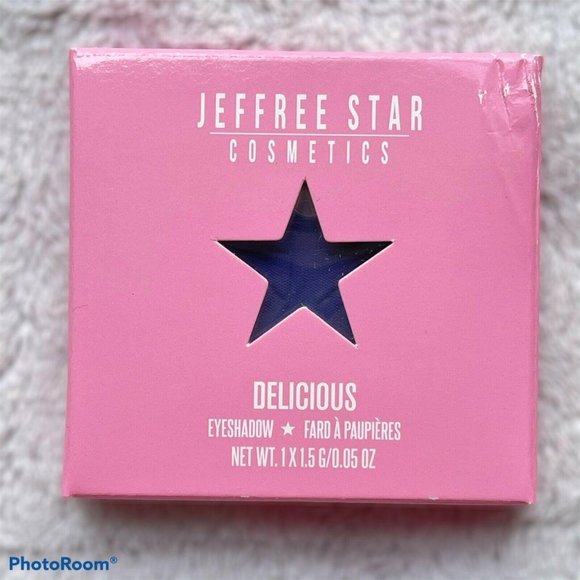 JEFFREE STAR
COSMETICS
DELICIOUS
EYESHADOW ★ FARD À PAUPIÈRES
NET WT. 1 X 1.5 G/0.05 OZ
PhotoRoom®